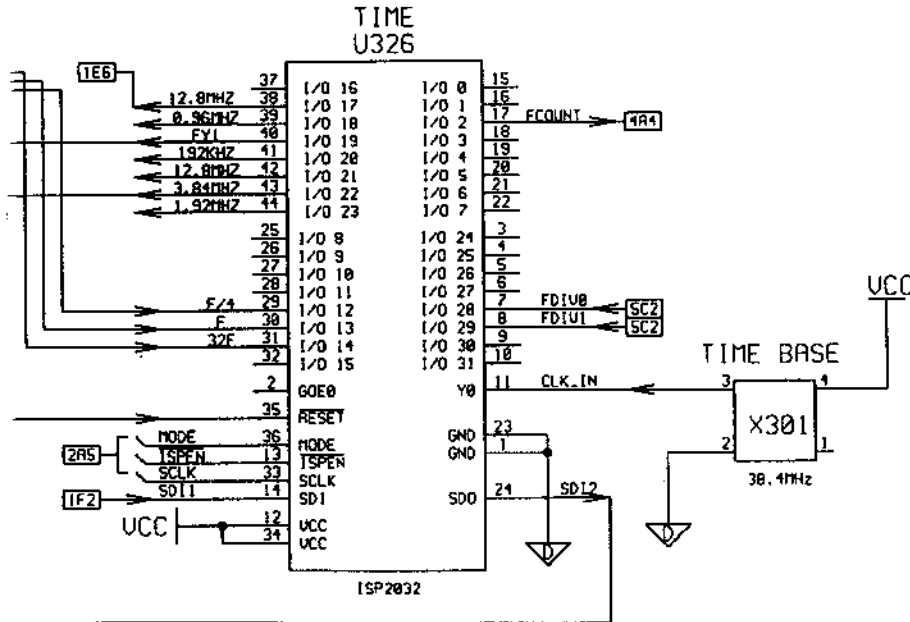 TIME
U326
1E6
37 I/O 16 I/O 0 15
12.8MHZ 38 I/O 17 I/O 1 16
0.96MHZ 39 I/O 18 I/O 2 17 FCOUNT 4A4
FYI 40 I/O 19 I/O 3 18
192KHZ 41 I/O 20 I/O 4 19
12.8MHZ 42 I/O 21 I/O 5 20
3.84MHZ 43 I/O 22 I/O 6 21
1.92MHZ 44 I/O 23 I/O 7 22
25 I/O 8 I/O 24 3
26 I/O 9 I/O 25 4
27 I/O 10 I/O 26 5
28 I/O 11 I/O 27 6
F/4 29 I/O 12 I/O 28 7 FDIV0 SC2
F 30 I/O 13 I/O 29 8 FDIV1 SC2
32F 31 I/O 14 I/O 30 9
32 I/O 15 I/O 31 10
VCC
TIME BASE
2 GOE0 Y0 11 CLK_IN 3 4
X301
35 RESET
2 1
38.4MHz
D
2A5
MODE 36 MODE GND 23
ISPEN 13 ISPEN GND 1
SCLK 33 SCLK
1F2 SDI1 14 SDI SDO 24 SDI2
VCC 12 VCC
34 VCC
D
ISP2032